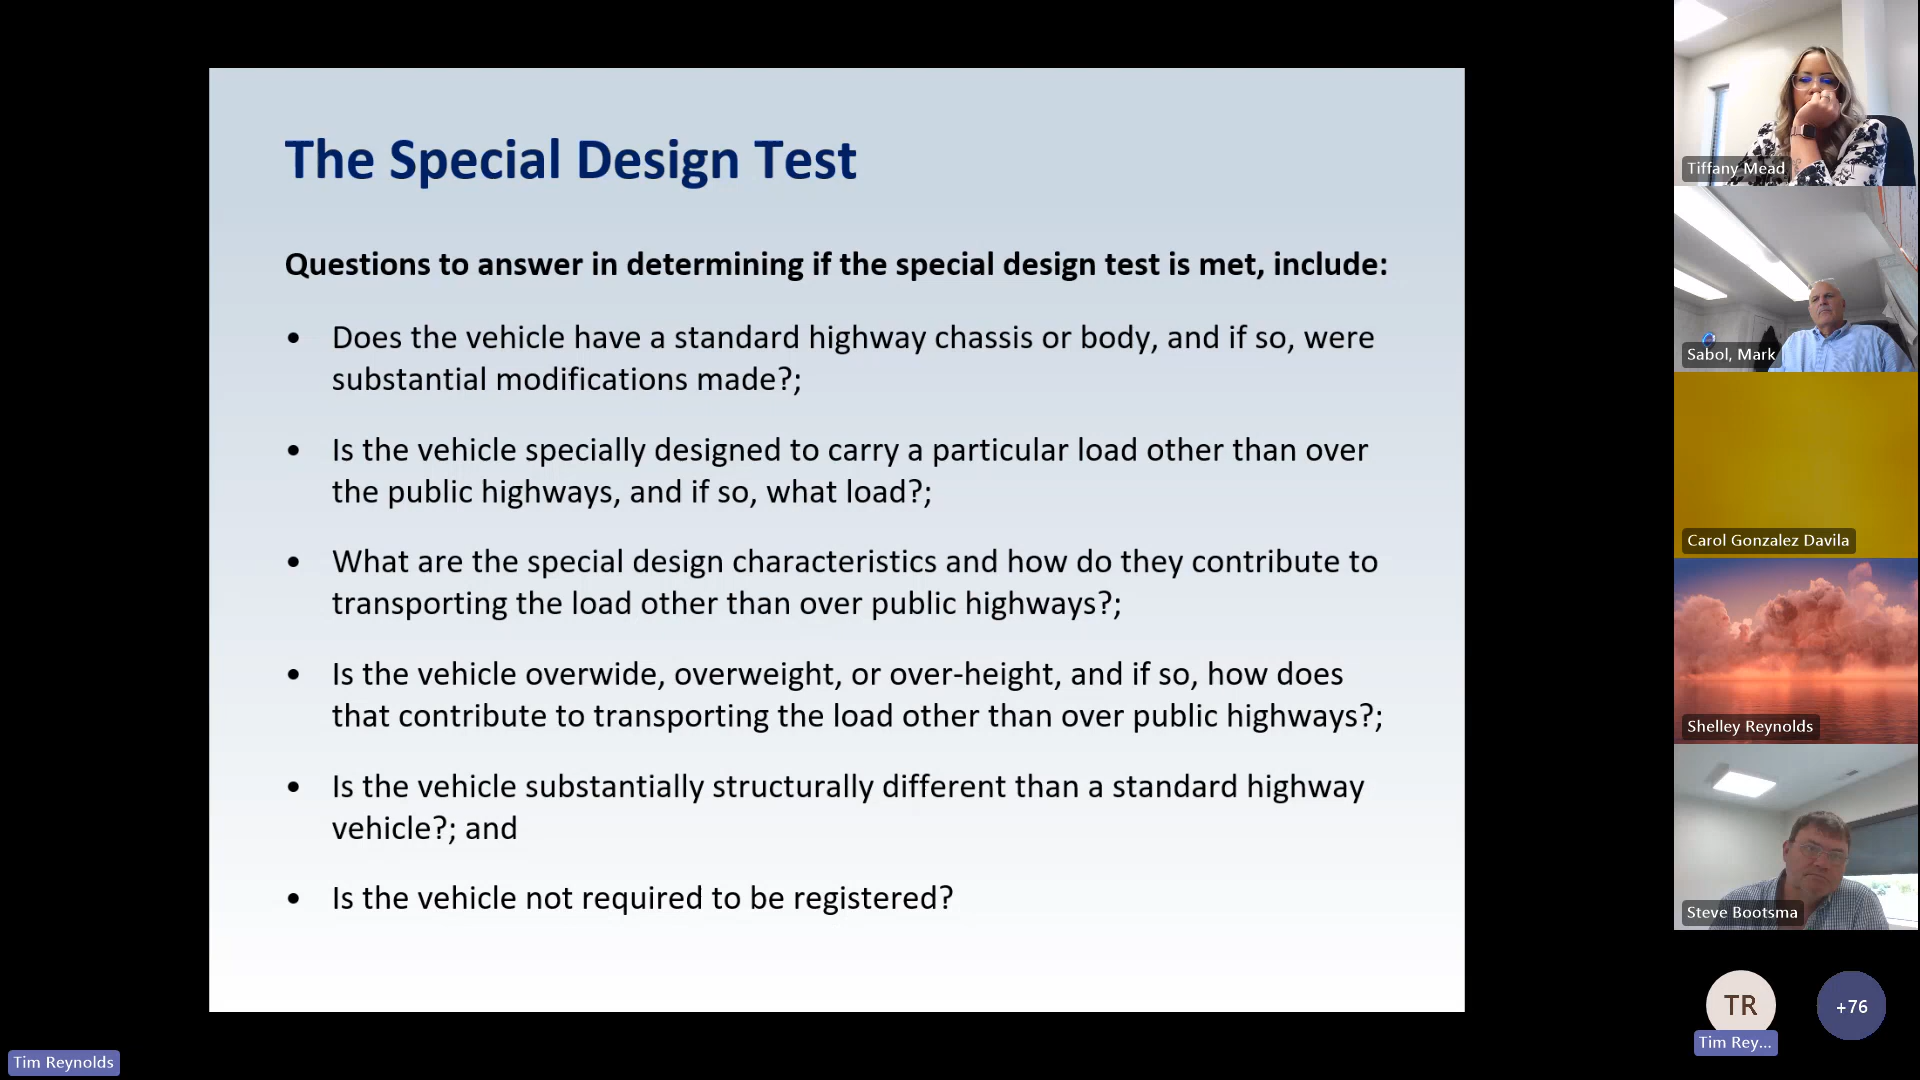 The Special Design Test
Questions to answer in determining if the special design test is met, include:
• Does the vehicle have a standard highway chassis or body, and if so, were
substantial modifications made?;
• Is the vehicle specially designed to carry a particular load other than over
the public highways, and if so, what load?;
• What are the special design characteristics and how do they contribute to
transporting the load other than over public highways?;
• Is the vehicle overwide, overweight, or over-height, and if so, how does
that contribute to transporting the load other than over public highways?;
• Is the vehicle substantially structurally different than a standard highway
vehicle?; and
• Is the vehicle not required to be registered?
Tiffany Mead
Sabol, Mark
Carol Gonzalez Davila
Shelley Reynolds
Steve Bootsma
TR
+76
Tim Rey...
Tim Reynolds